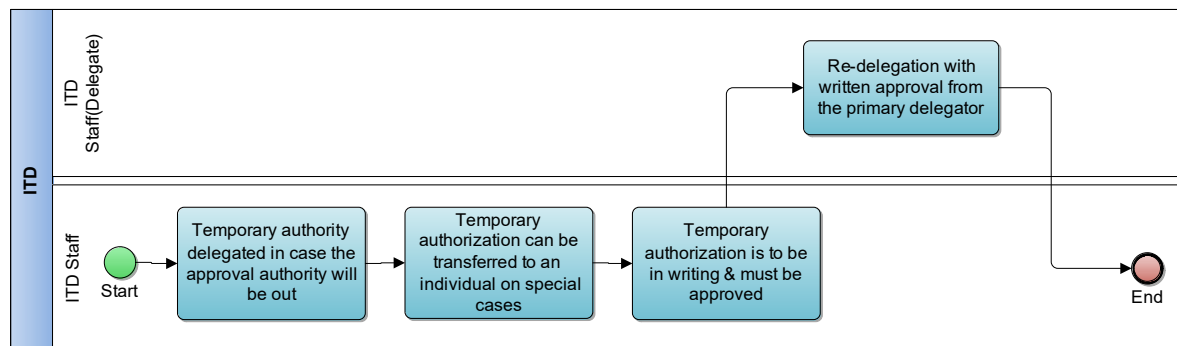 ITD
ITD
Staff(Delegate)
Re-delegation with
written approval from
the primary delegator
ITD Staff
Start
Temporary authority
delegated in case the
approval authority will
be out
Temporary
authorization can be
transferred to an
individual on special
cases
Temporary
authorization is to be
in writing & must be
approved
End